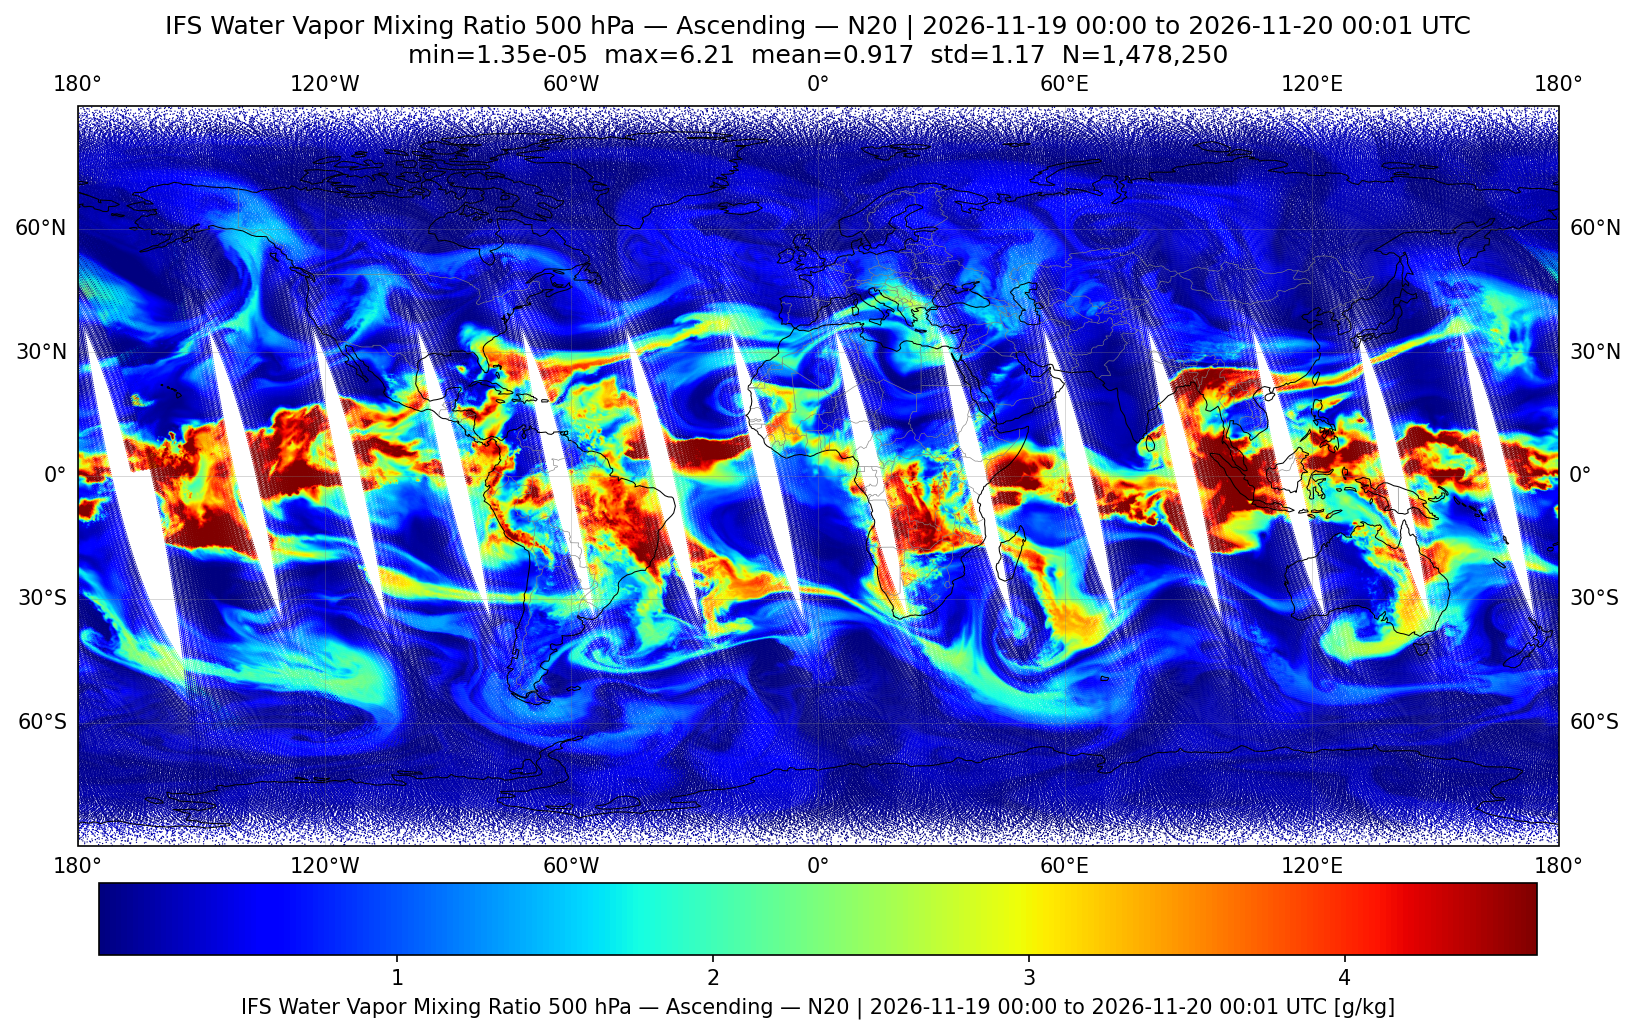 IFS Water Vapor Mixing Ratio 500 hPa — Ascending — N20 | 2026-11-19 00:00 to 2026-11-20 00:01 UTC
min=1.35e-05  max=6.21  mean=0.917  std=1.17  N=1,478,250
180° 120°W 60°W 0° 60°E 120°E 180°
60°N 60°N
30°N 30°N
0° 0°
30°S 30°S
60°S 60°S
180° 120°W 60°W 0° 60°E 120°E 180°
1 2 3 4
IFS Water Vapor Mixing Ratio 500 hPa — Ascending — N20 | 2026-11-19 00:00 to 2026-11-20 00:01 UTC [g/kg]